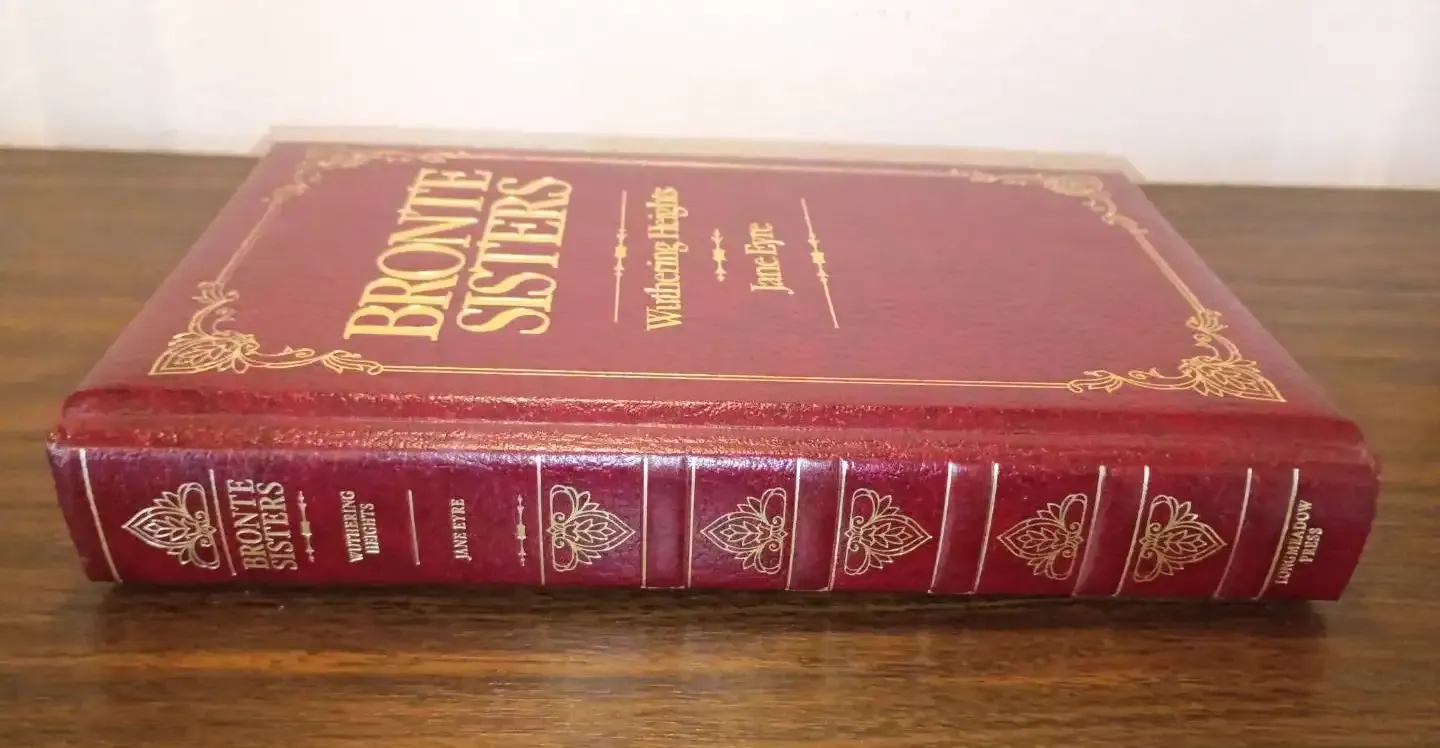 BRONTE
SISTERS
Wuthering Heights
Jane Eyre
BRONTE
SISTERS
WUTHERING
HEIGHTS
JANE EYRE
LONGMEADOW
PRESS